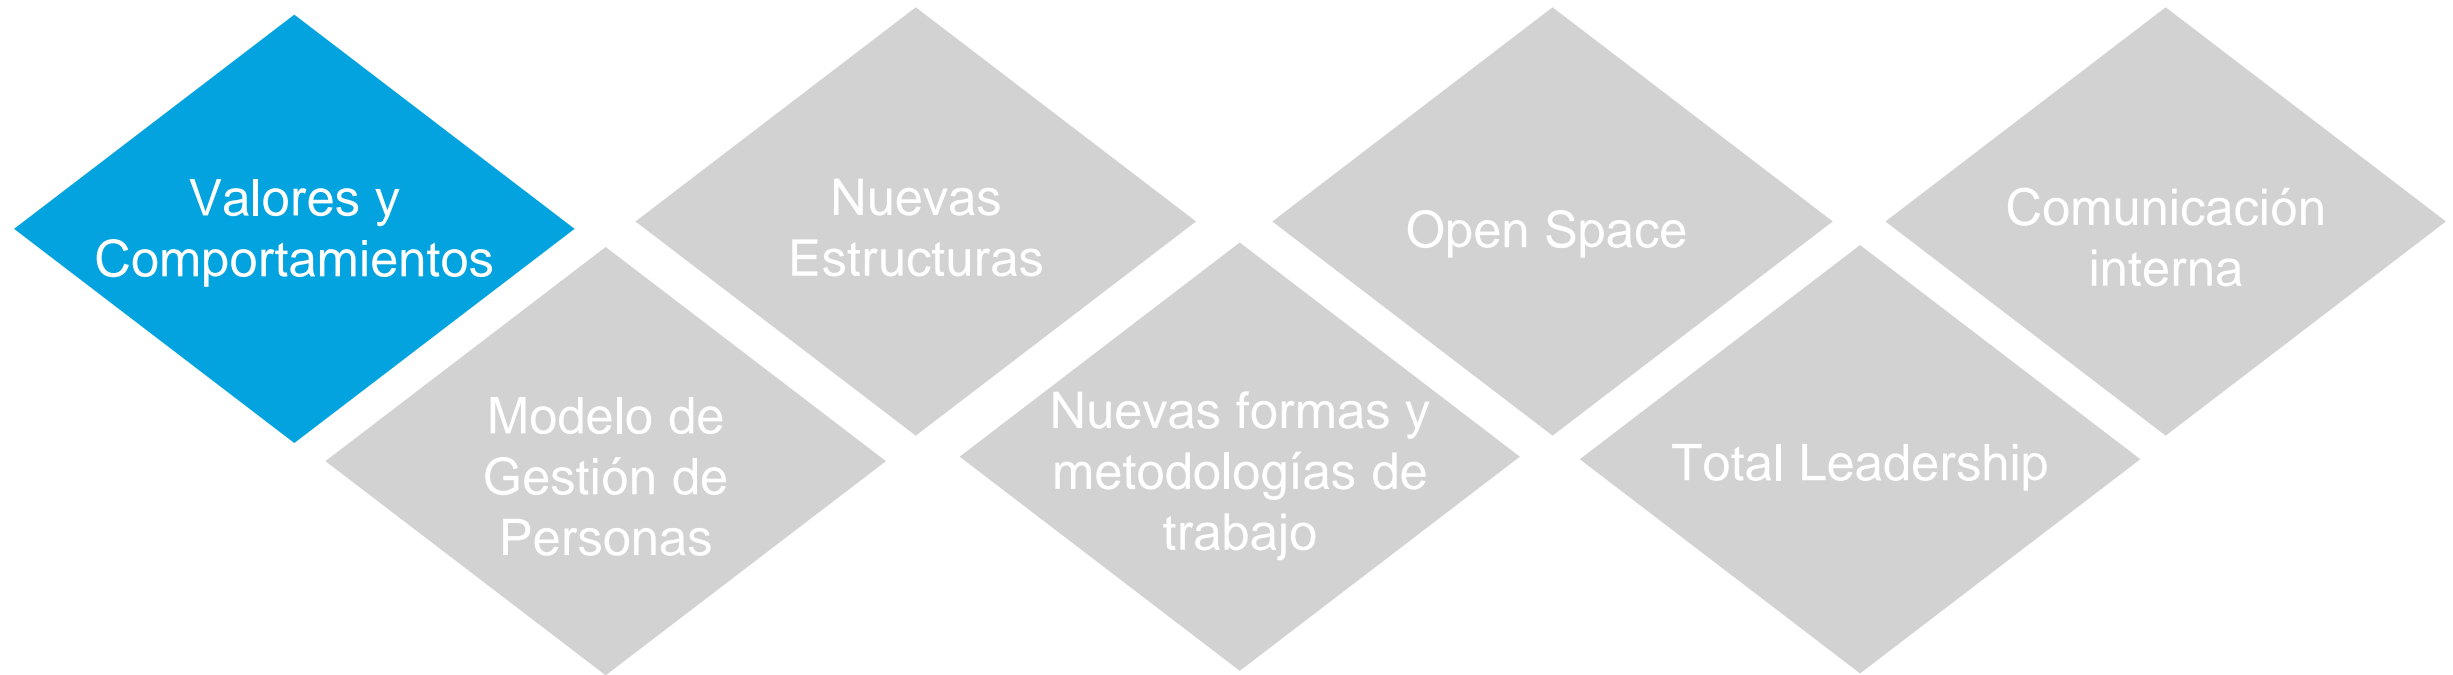 Valores y
Comportamientos
Modelo de
Gestión de
Personas
Nuevas
Estructuras
Nuevas formas y
metodologías de
trabajo
Open Space
Total Leadership
Comunicación
interna